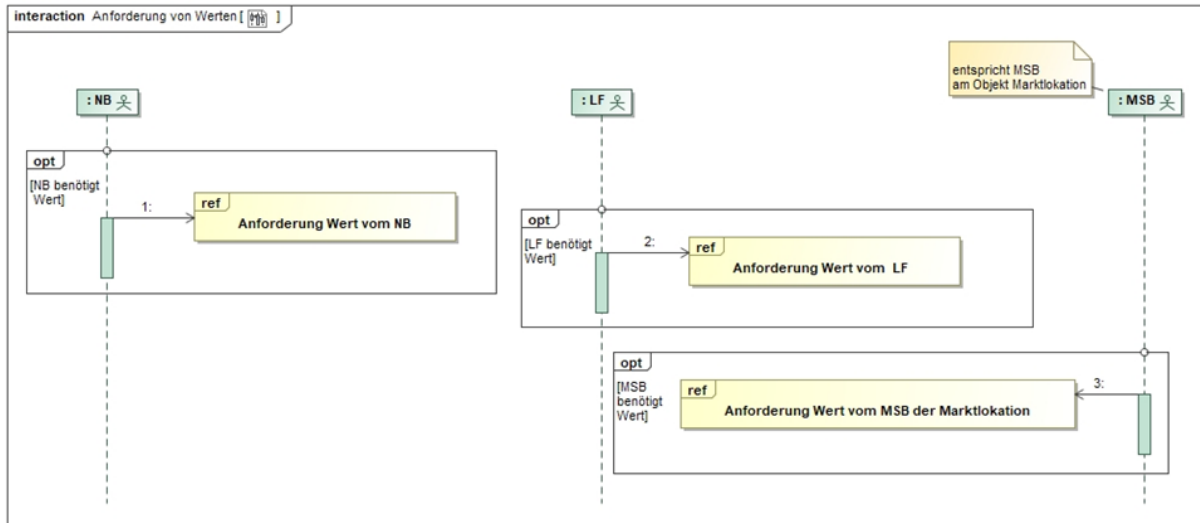 interaction Anforderung von Werten [ ]
entspricht MSB
am Objekt Marktlokation
: NB
: LF
: MSB
opt
[NB benötigt
Wert]
1:
ref
Anforderung Wert vom NB
opt
[LF benötigt
Wert]
2:
ref
Anforderung Wert vom LF
opt
[MSB
benötigt
Wert]
ref
Anforderung Wert vom MSB der Marktlokation
3: